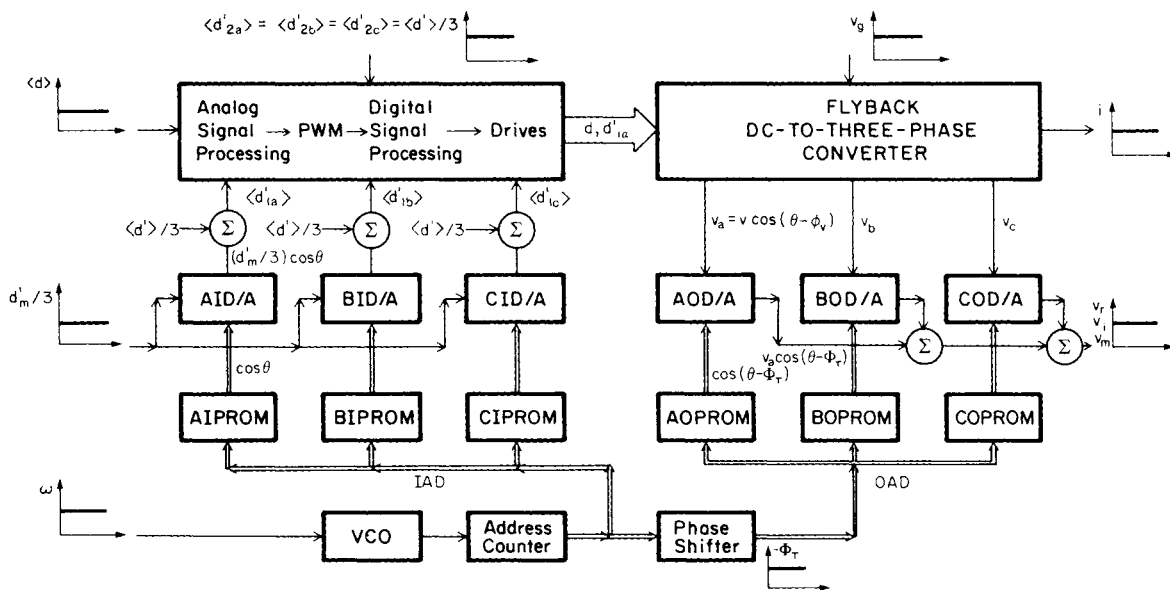 ⟨d'2a⟩ = ⟨d'2b⟩ = ⟨d'2c⟩ = ⟨d'⟩/3
vg
⟨d⟩
Analog Signal Processing → PWM → Digital Signal Processing → Drives
d, d'1a
FLYBACK
DC-TO-THREE-PHASE
CONVERTER
i
⟨d'1a⟩
⟨d'1b⟩
⟨d'1c⟩
⟨d'⟩/3
Σ
⟨d'⟩/3
Σ
⟨d'⟩/3
Σ
va = v cos(θ-ϕv)
vb
vc
(d'm/3)cosθ
d'm/3
AID/A
BID/A
CID/A
AOD/A
BOD/A
COD/A
vr
vi
vm
Σ
Σ
va cos(θ-ΦT)
cosθ
cos(θ-ΦT)
AIPROM
BIPROM
CIPROM
AOPROM
BOPROM
COPROM
IAD
OAD
ω
VCO
Address
Counter
Phase
Shifter
-ΦT